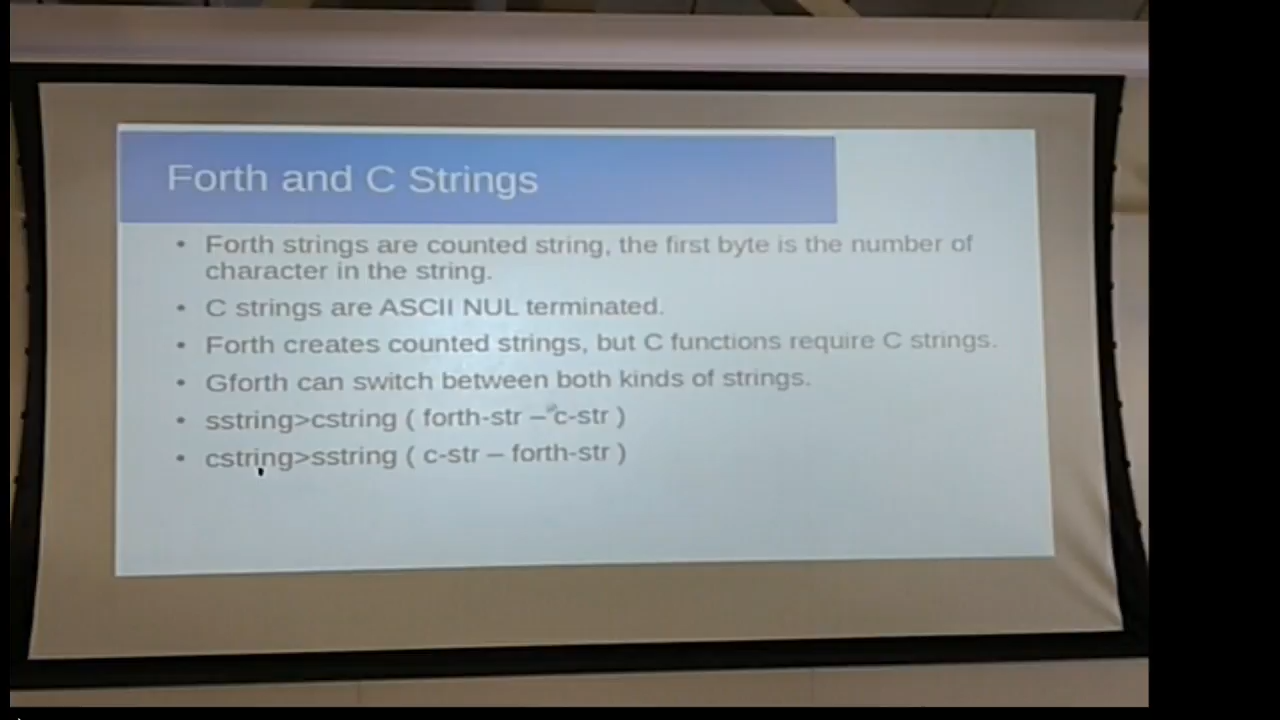 Forth and C Strings
• Forth strings are counted string, the first byte is the number of
character in the string.
• C strings are ASCII NUL terminated.
• Forth creates counted strings, but C functions require C strings.
• Gforth can switch between both kinds of strings.
• sstring>cstring ( forth-str – c-str )
• cstring>sstring ( c-str – forth-str )